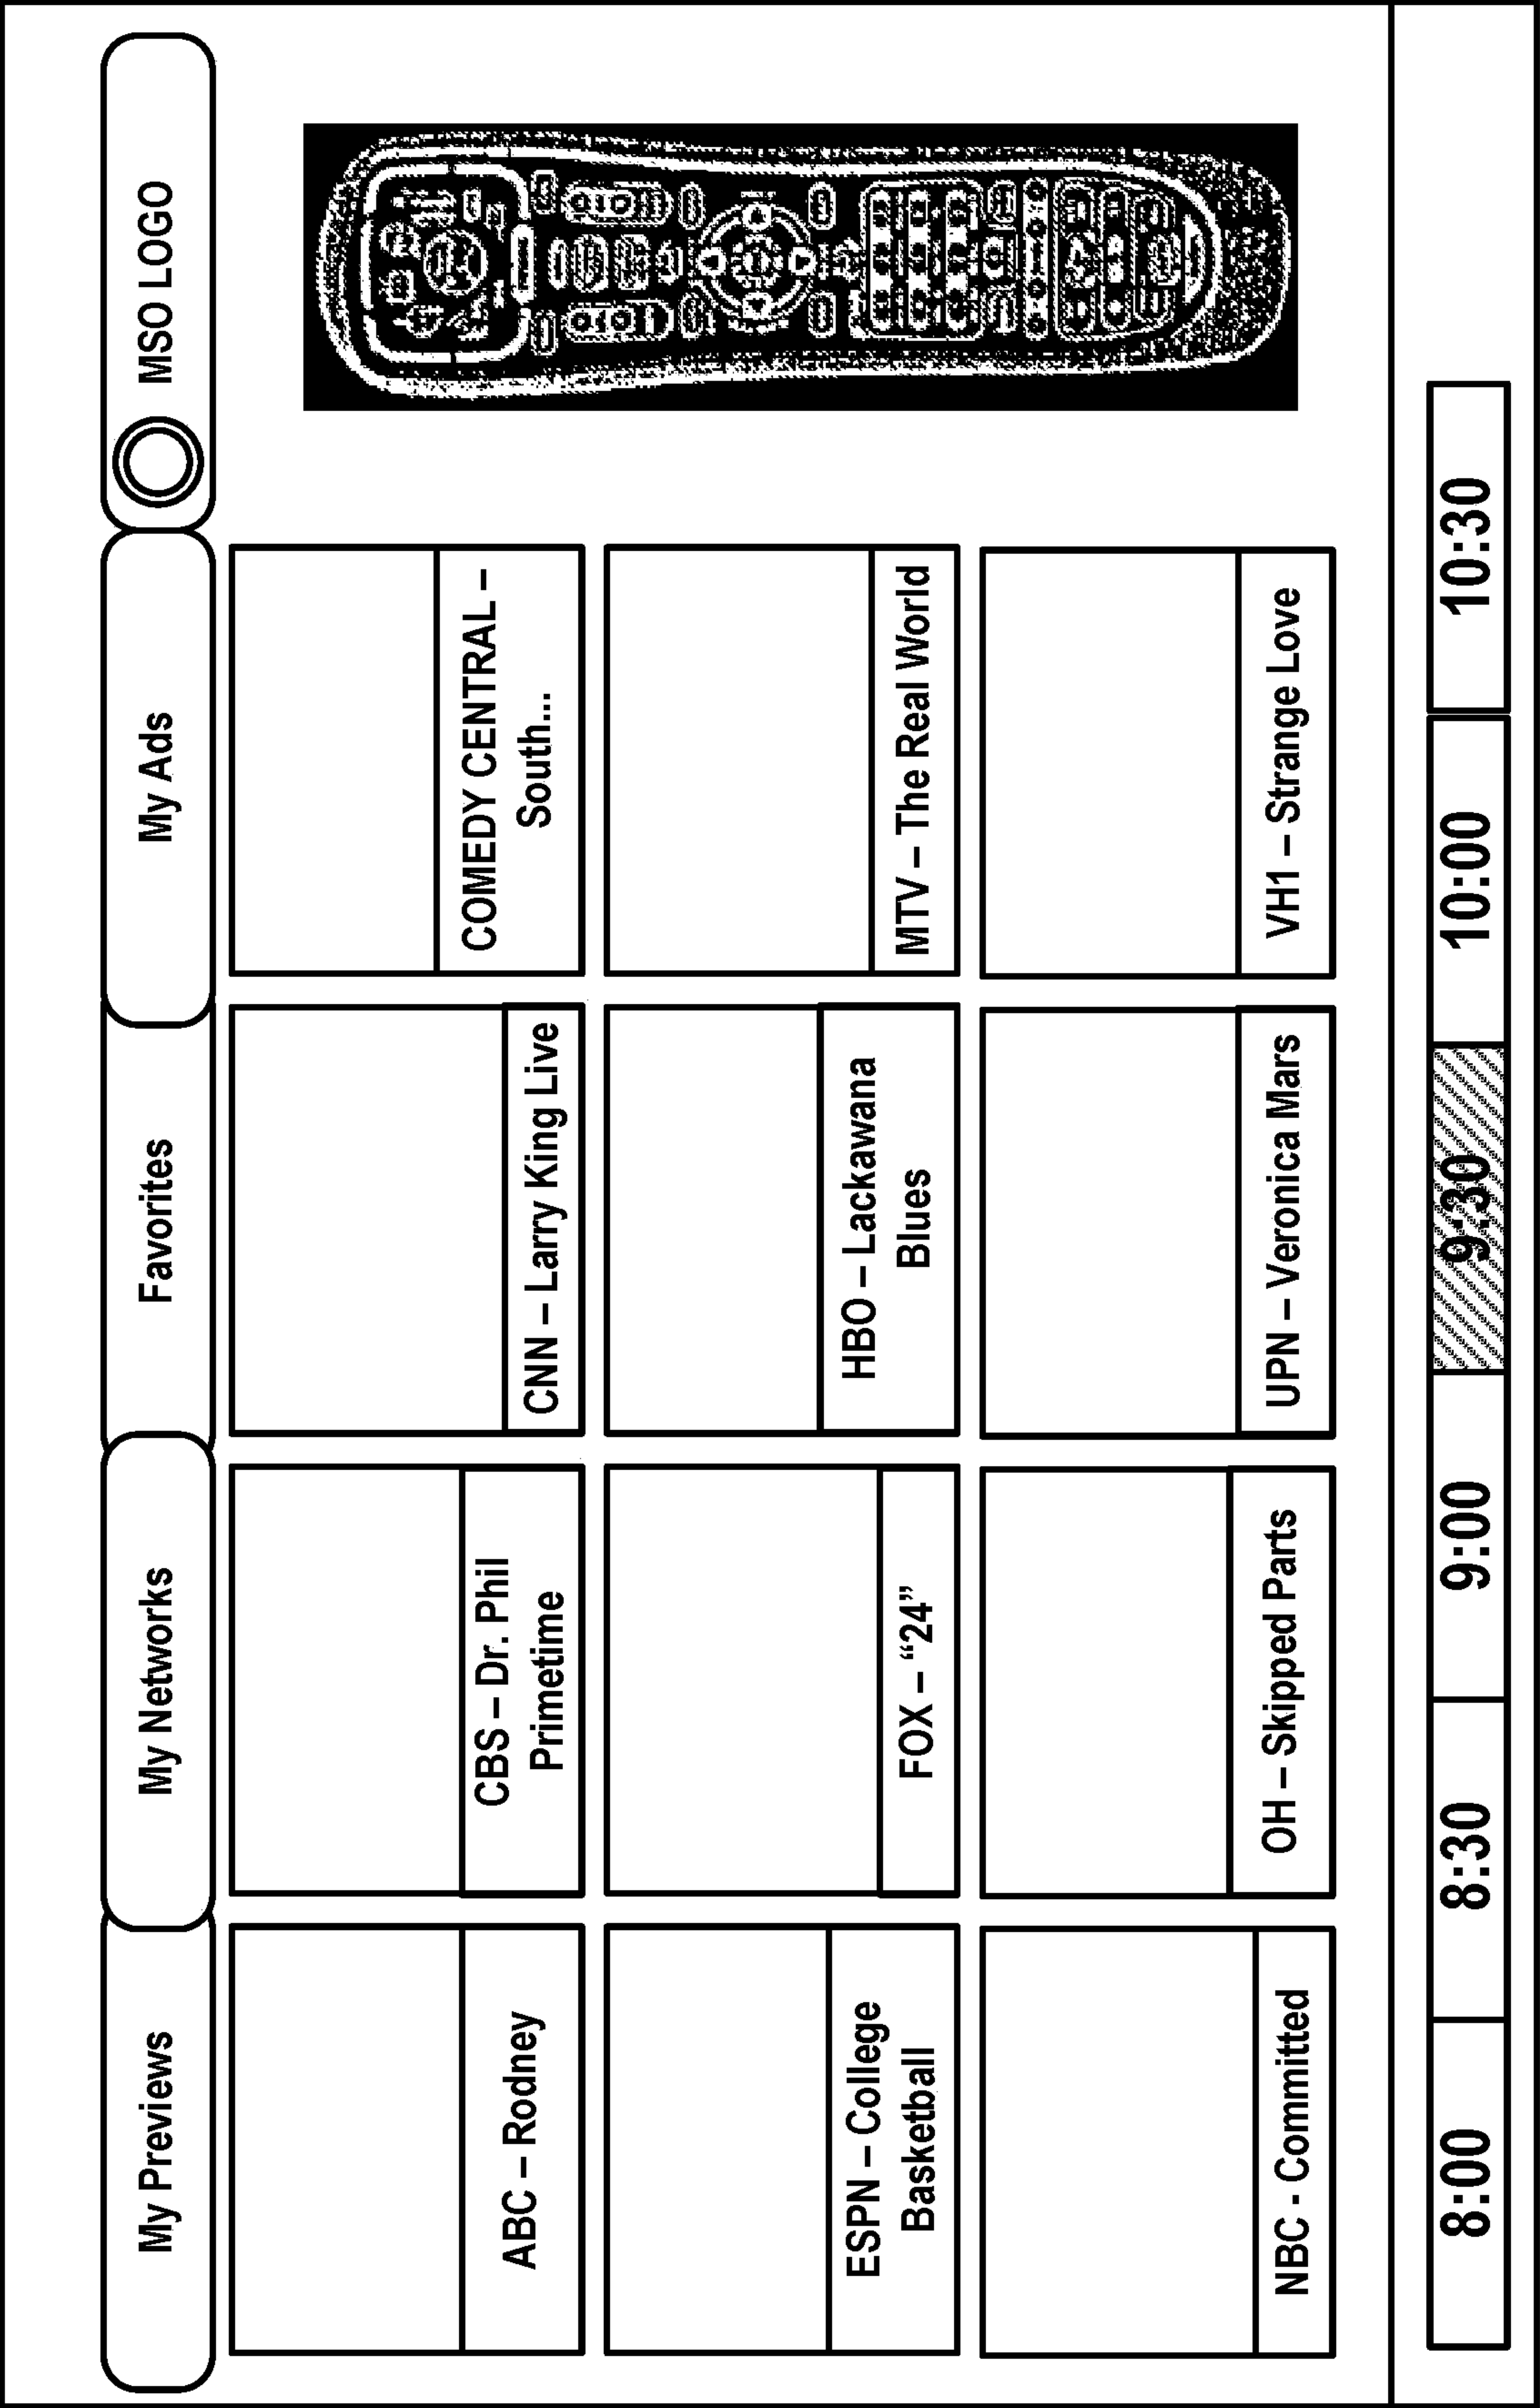 My Previews
My Networks
Favorites
My Ads
MSO LOGO
ABC – Rodney
CBS – Dr. Phil
Primetime
CNN – Larry King Live
COMEDY CENTRAL –
South...
ESPN – College
Basketball
FOX – “24”
HBO – Lackawana
Blues
MTV – The Real World
NBC - Committed
OH – Skipped Parts
UPN – Veronica Mars
VH1 – Strange Love
8:00
8:30
9:00
9:30
10:00
10:30